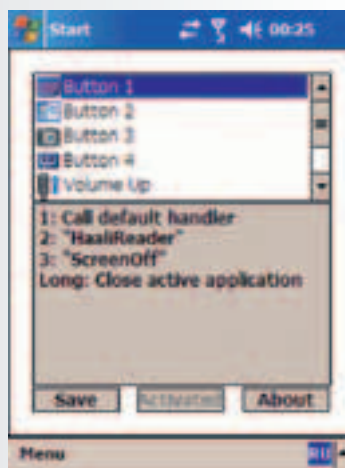 Start 00:25
Button 1
Button 2
Button 3
Button 4
Volume Up
1: Call default handler
2: "HaaliReader"
3: "ScreenOff"
Long: Close active application
Save Activated About
Menu RU